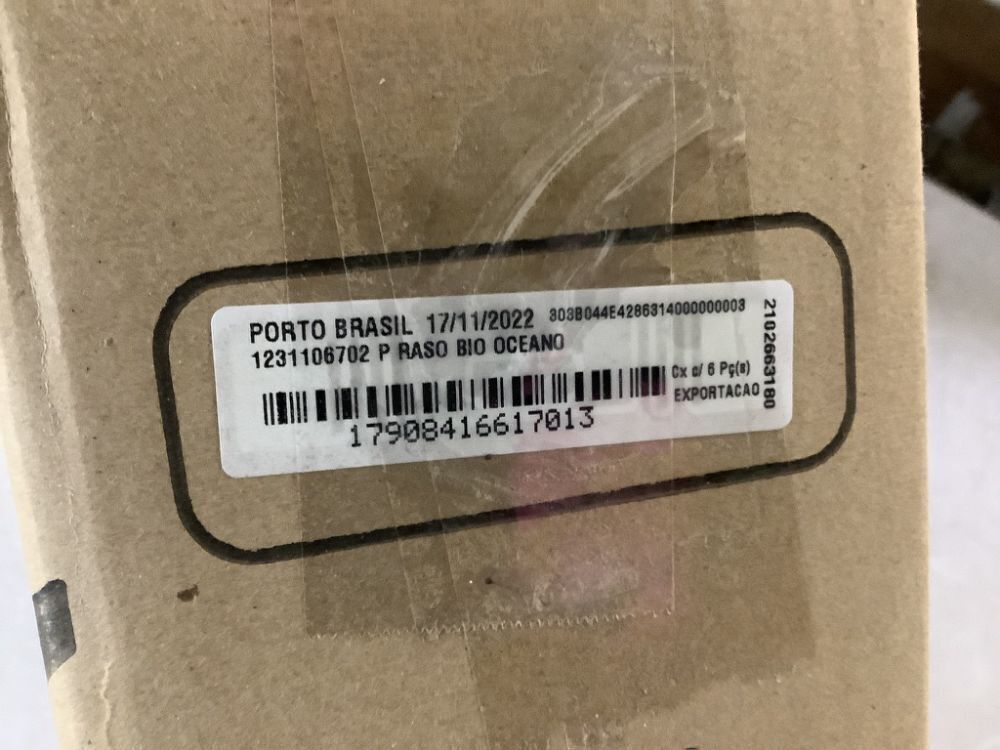 PORTO BRASIL 17/11/2022 303B044E4286314000000003
1231106702 P RASO BIO OCEANO
Cx c/ 6 Pç(s)
EXPORTACAO
17908416617013
2102663180